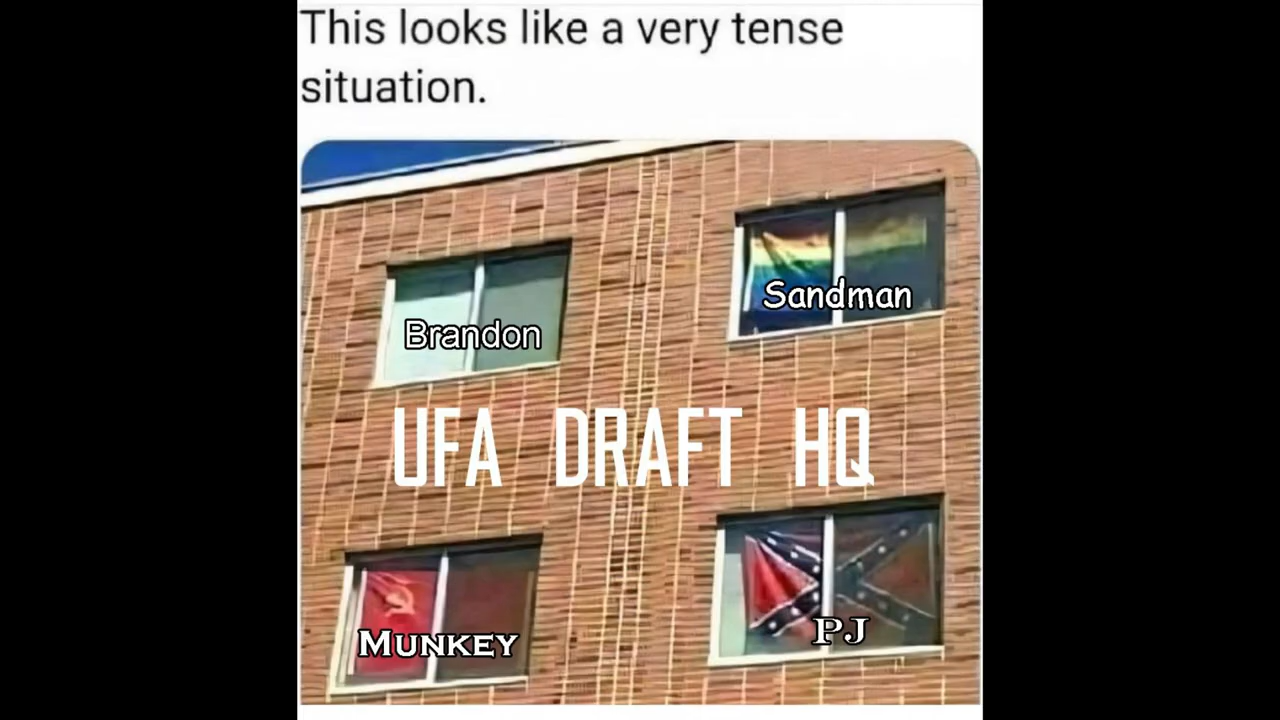 This looks like a very tense
situation.
Sandman
Brandon
UFA DRAFT HQ
MUNKEY
PJ